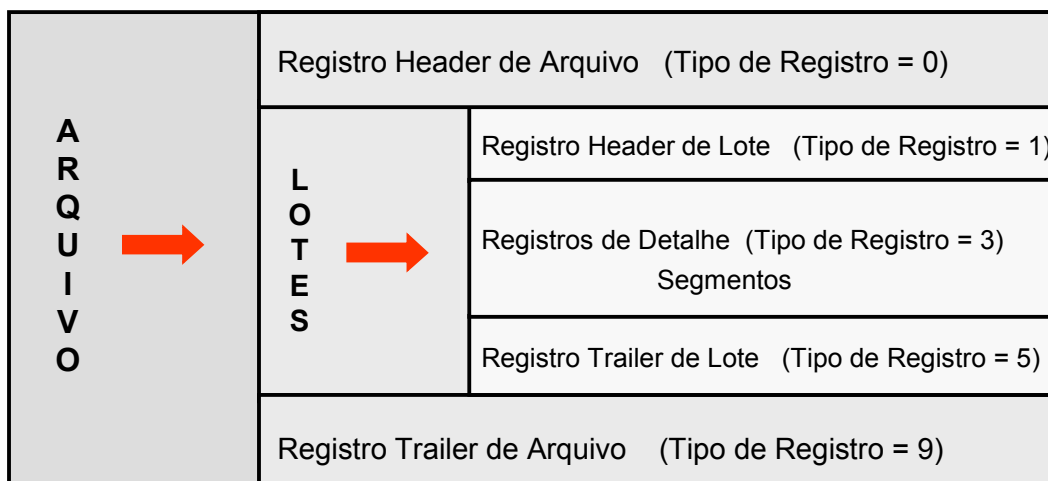 ARQUIVO
Registro Header de Arquivo (Tipo de Registro = 0)
LOTES
Registro Header de Lote (Tipo de Registro = 1)
Registros de Detalhe (Tipo de Registro = 3)
Segmentos
Registro Trailer de Lote (Tipo de Registro = 5)
Registro Trailer de Arquivo (Tipo de Registro = 9)